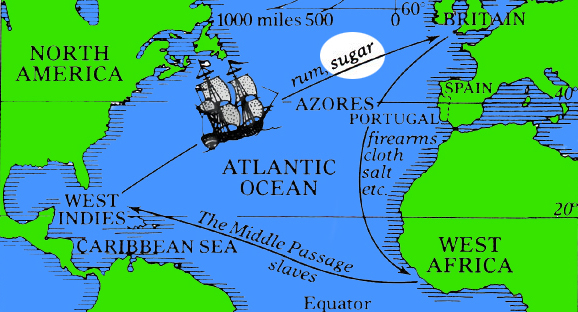 1000 miles 500 0 60°
BRITAIN
NORTH
AMERICA
rum, sugar
SPAIN
40°
AZORES
PORTUGAL
firearms
cloth
salt
etc.
ATLANTIC
OCEAN
WEST
INDIES
20°
The Middle Passage
slaves
CARIBBEAN SEA
WEST
AFRICA
Equator